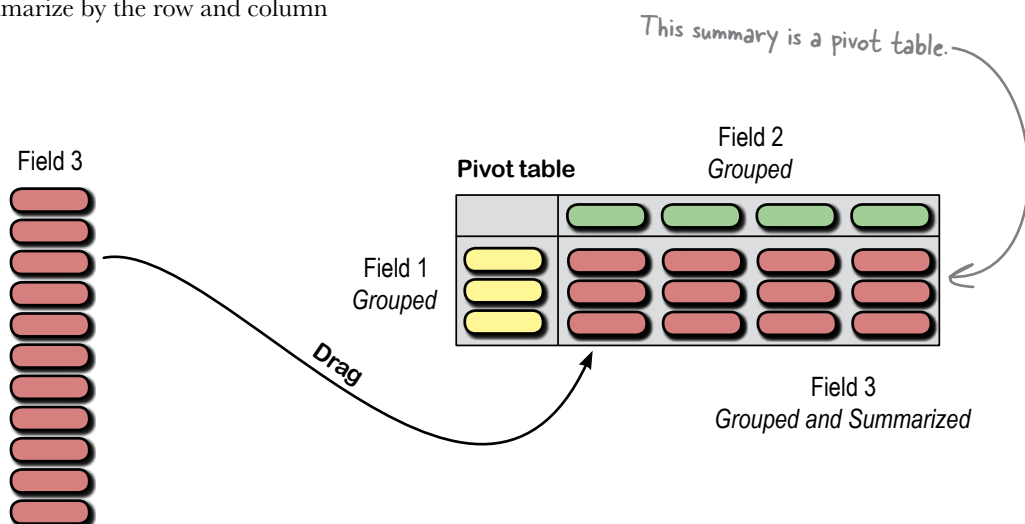 by the row and column
This summary is a pivot table.
Field 3
Pivot table
Field 2
Grouped
Field 1
Grouped
Drag
Field 3
Grouped and Summarized